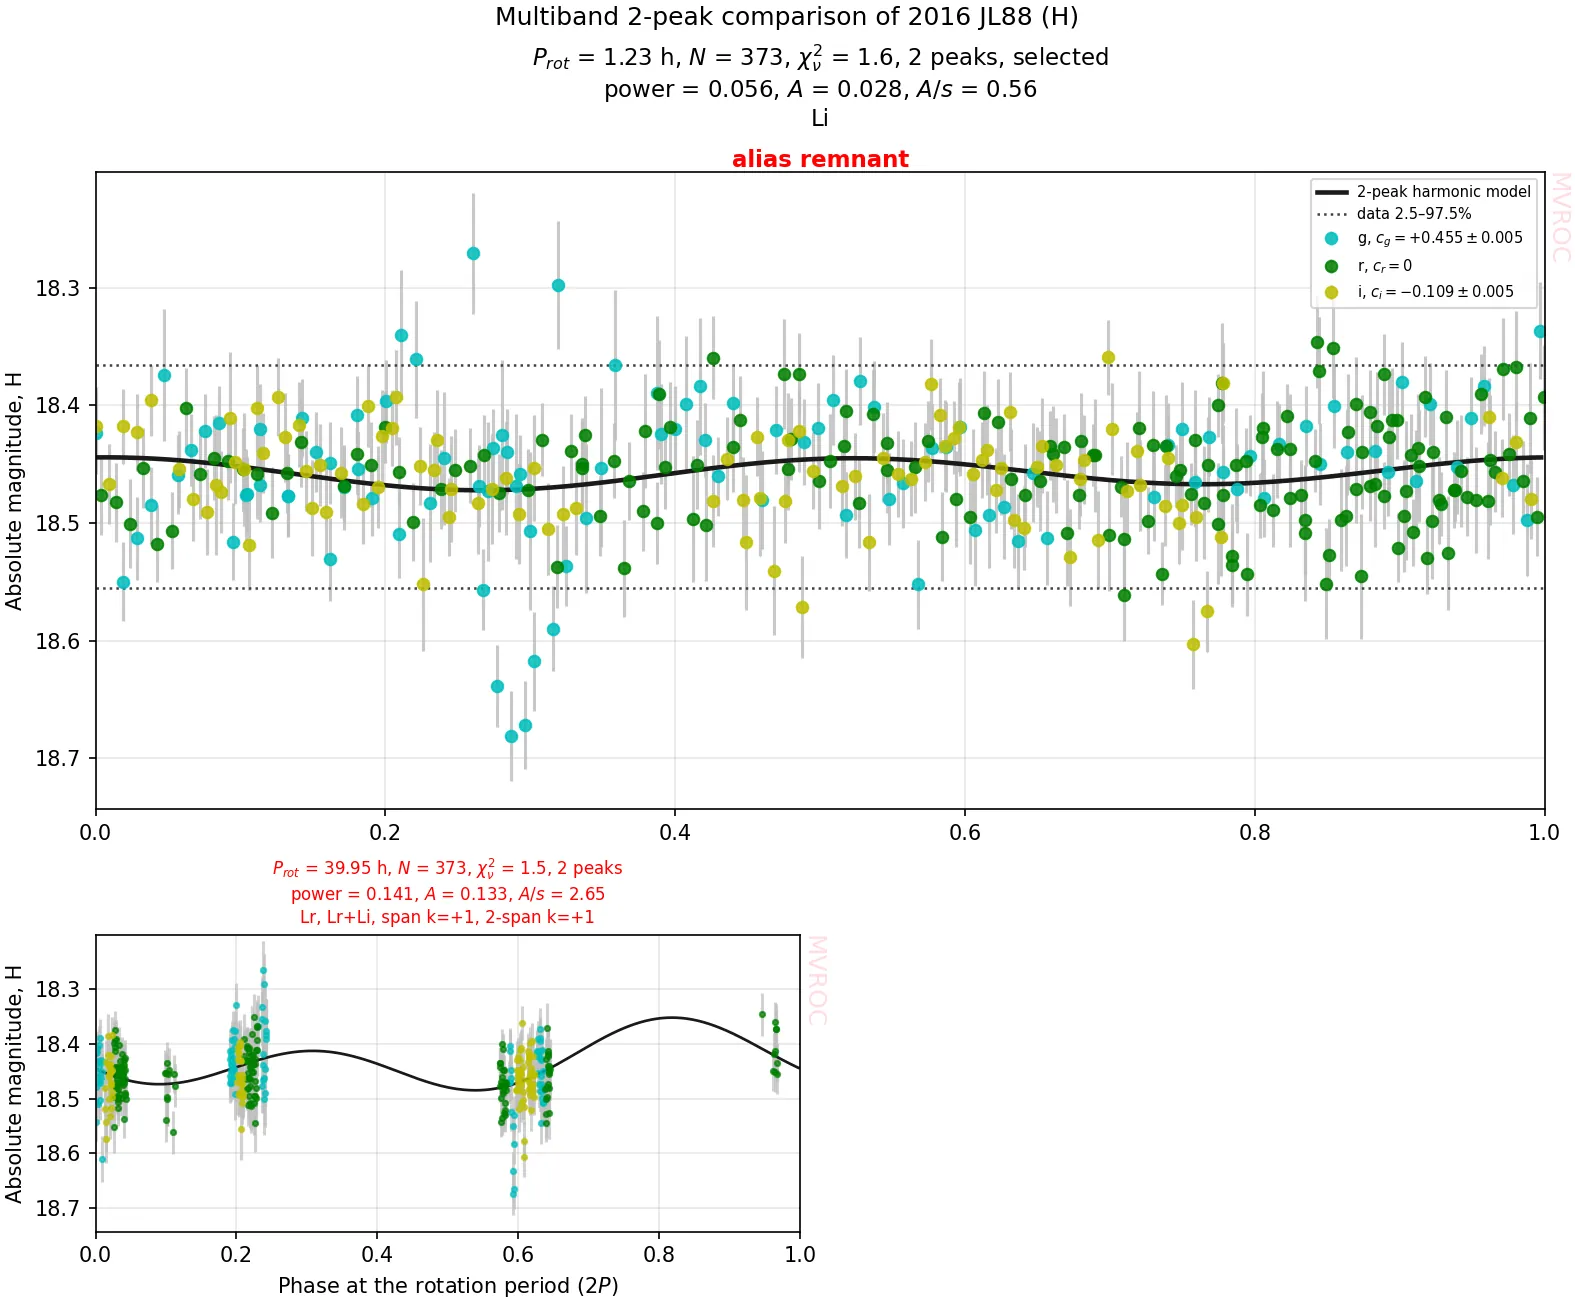 Multiband 2-peak comparison of 2016 JL88 (H)
P_rot = 1.23 h, N = 373, χ²_ν = 1.6, 2 peaks, selected
power = 0.056, A = 0.028, A/s = 0.56
Li
alias remnant
MVROC
2-peak harmonic model
data 2.5–97.5%
g, c_g = +0.455 ± 0.005
r, c_r = 0
i, c_i = −0.109 ± 0.005
Absolute magnitude, H
18.3
18.4
18.5
18.6
18.7
0.0 0.2 0.4 0.6 0.8 1.0
P_rot = 39.95 h, N = 373, χ²_ν = 1.5, 2 peaks
power = 0.141, A = 0.133, A/s = 2.65
Lr, Lr+Li, span k=+1, 2-span k=+1
MVROC
Absolute magnitude, H
18.3
18.4
18.5
18.6
18.7
0.0 0.2 0.4 0.6 0.8 1.0
Phase at the rotation period (2P)